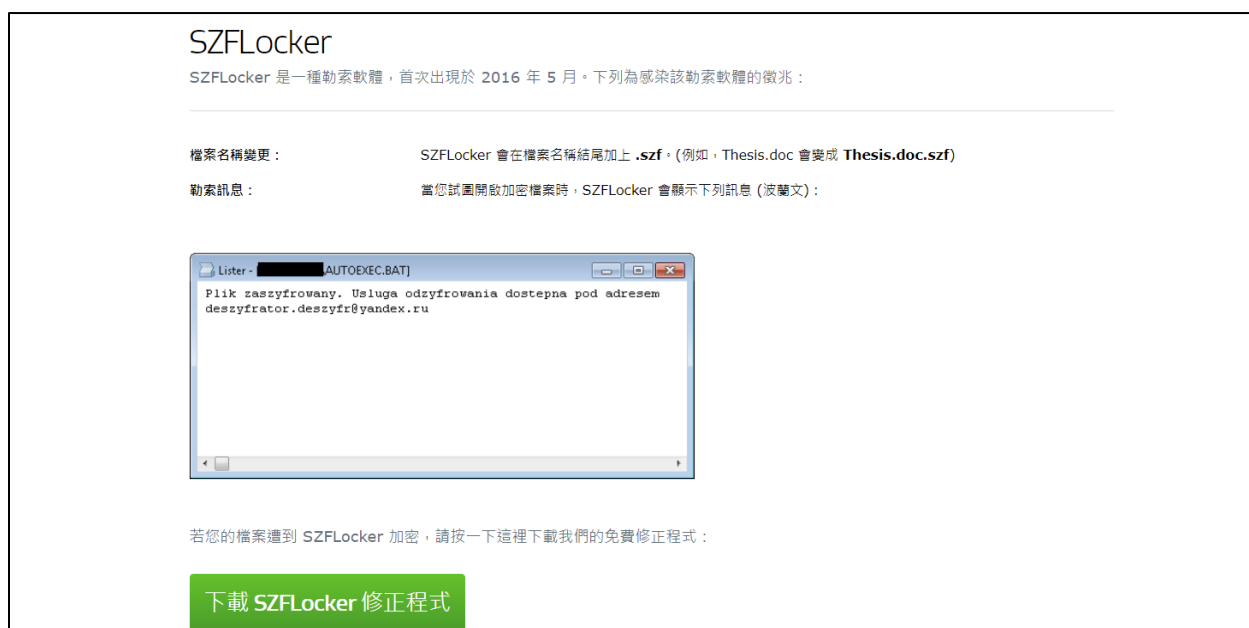 SZFLocker
SZFLocker 是一種勒索軟體，首次出現於 2016 年 5 月。下列為感染該勒索軟體的徵兆：
檔案名稱變更： SZFLocker 會在檔案名稱結尾加上 .szf。(例如，Thesis.doc 會變成 Thesis.doc.szf)
勒索訊息： 當您試圖開啟加密檔案時，SZFLocker 會顯示下列訊息 (波蘭文)：
Lister - AUTOEXEC.BAT]
Plik zaszyfrowany. Usluga odzyfrowania dostepna pod adresem
deszyfrator.deszyfr@yandex.ru
若您的檔案遭到 SZFLocker 加密，請按一下這裡下載我們的免費修正程式：
下載 SZFLocker 修正程式